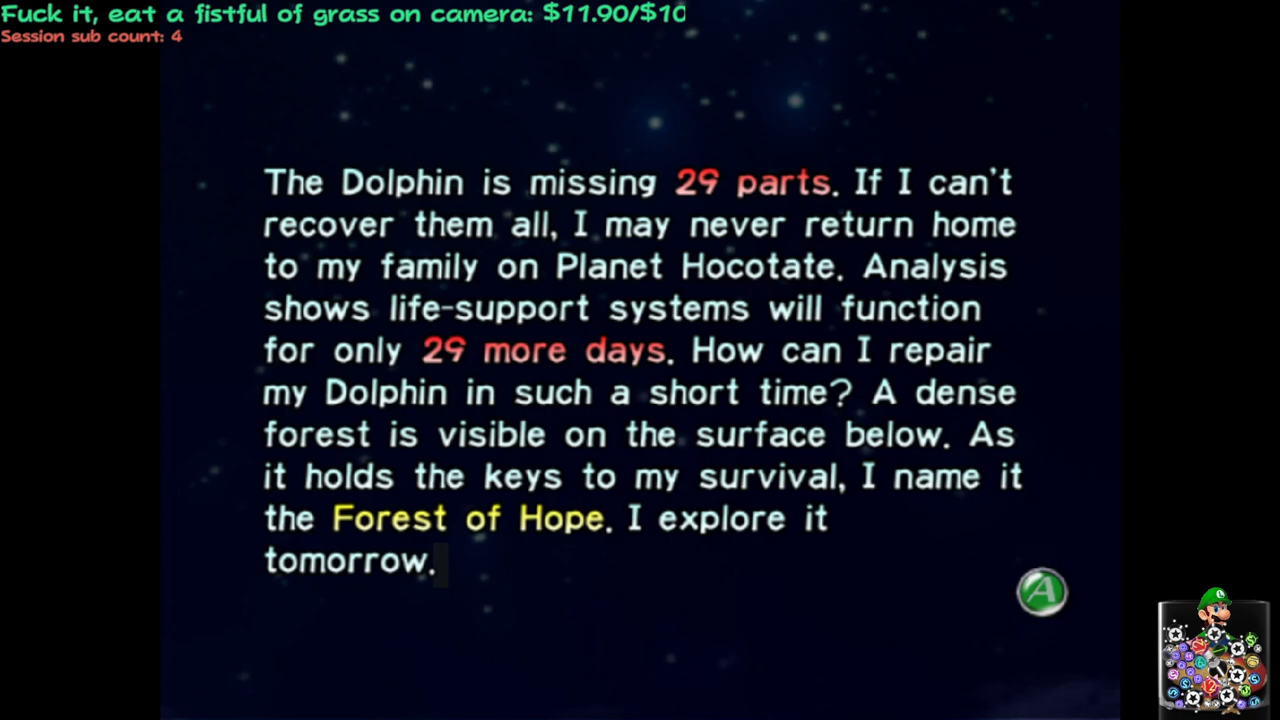 Fuck it, eat a fistful of grass on camera: $11.90/$10
Session sub count: 4
The Dolphin is missing 29 parts. If I can't
recover them all, I may never return home
to my family on Planet Hocotate. Analysis
shows life-support systems will function
for only 29 more days. How can I repair
my Dolphin in such a short time? A dense
forest is visible on the surface below. As
it holds the keys to my survival, I name it
the Forest of Hope. I explore it
tomorrow.
A